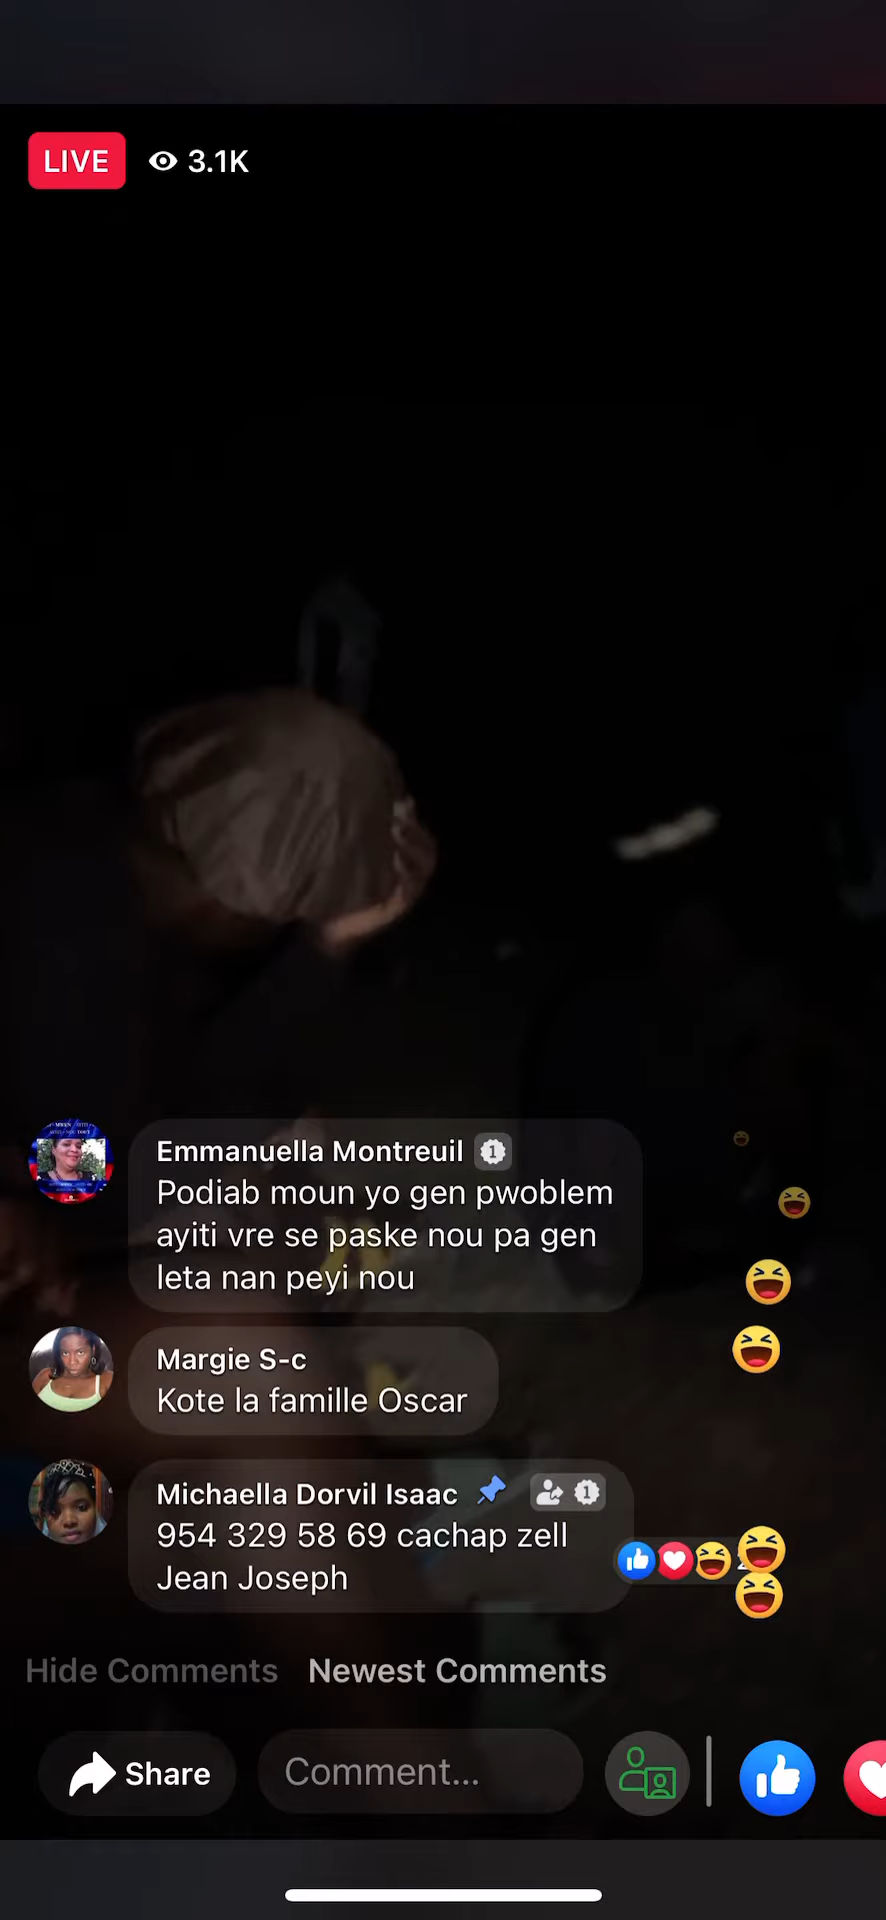 LIVE 3.1K
Emmanuella Montreuil
Podiab moun yo gen pwoblem
ayiti vre se paske nou pa gen
leta nan peyi nou
Margie S-c
Kote la famille Oscar
Michaella Dorvil Isaac
954 329 58 69 cachap zell
Jean Joseph
Hide Comments Newest Comments
Share Comment...